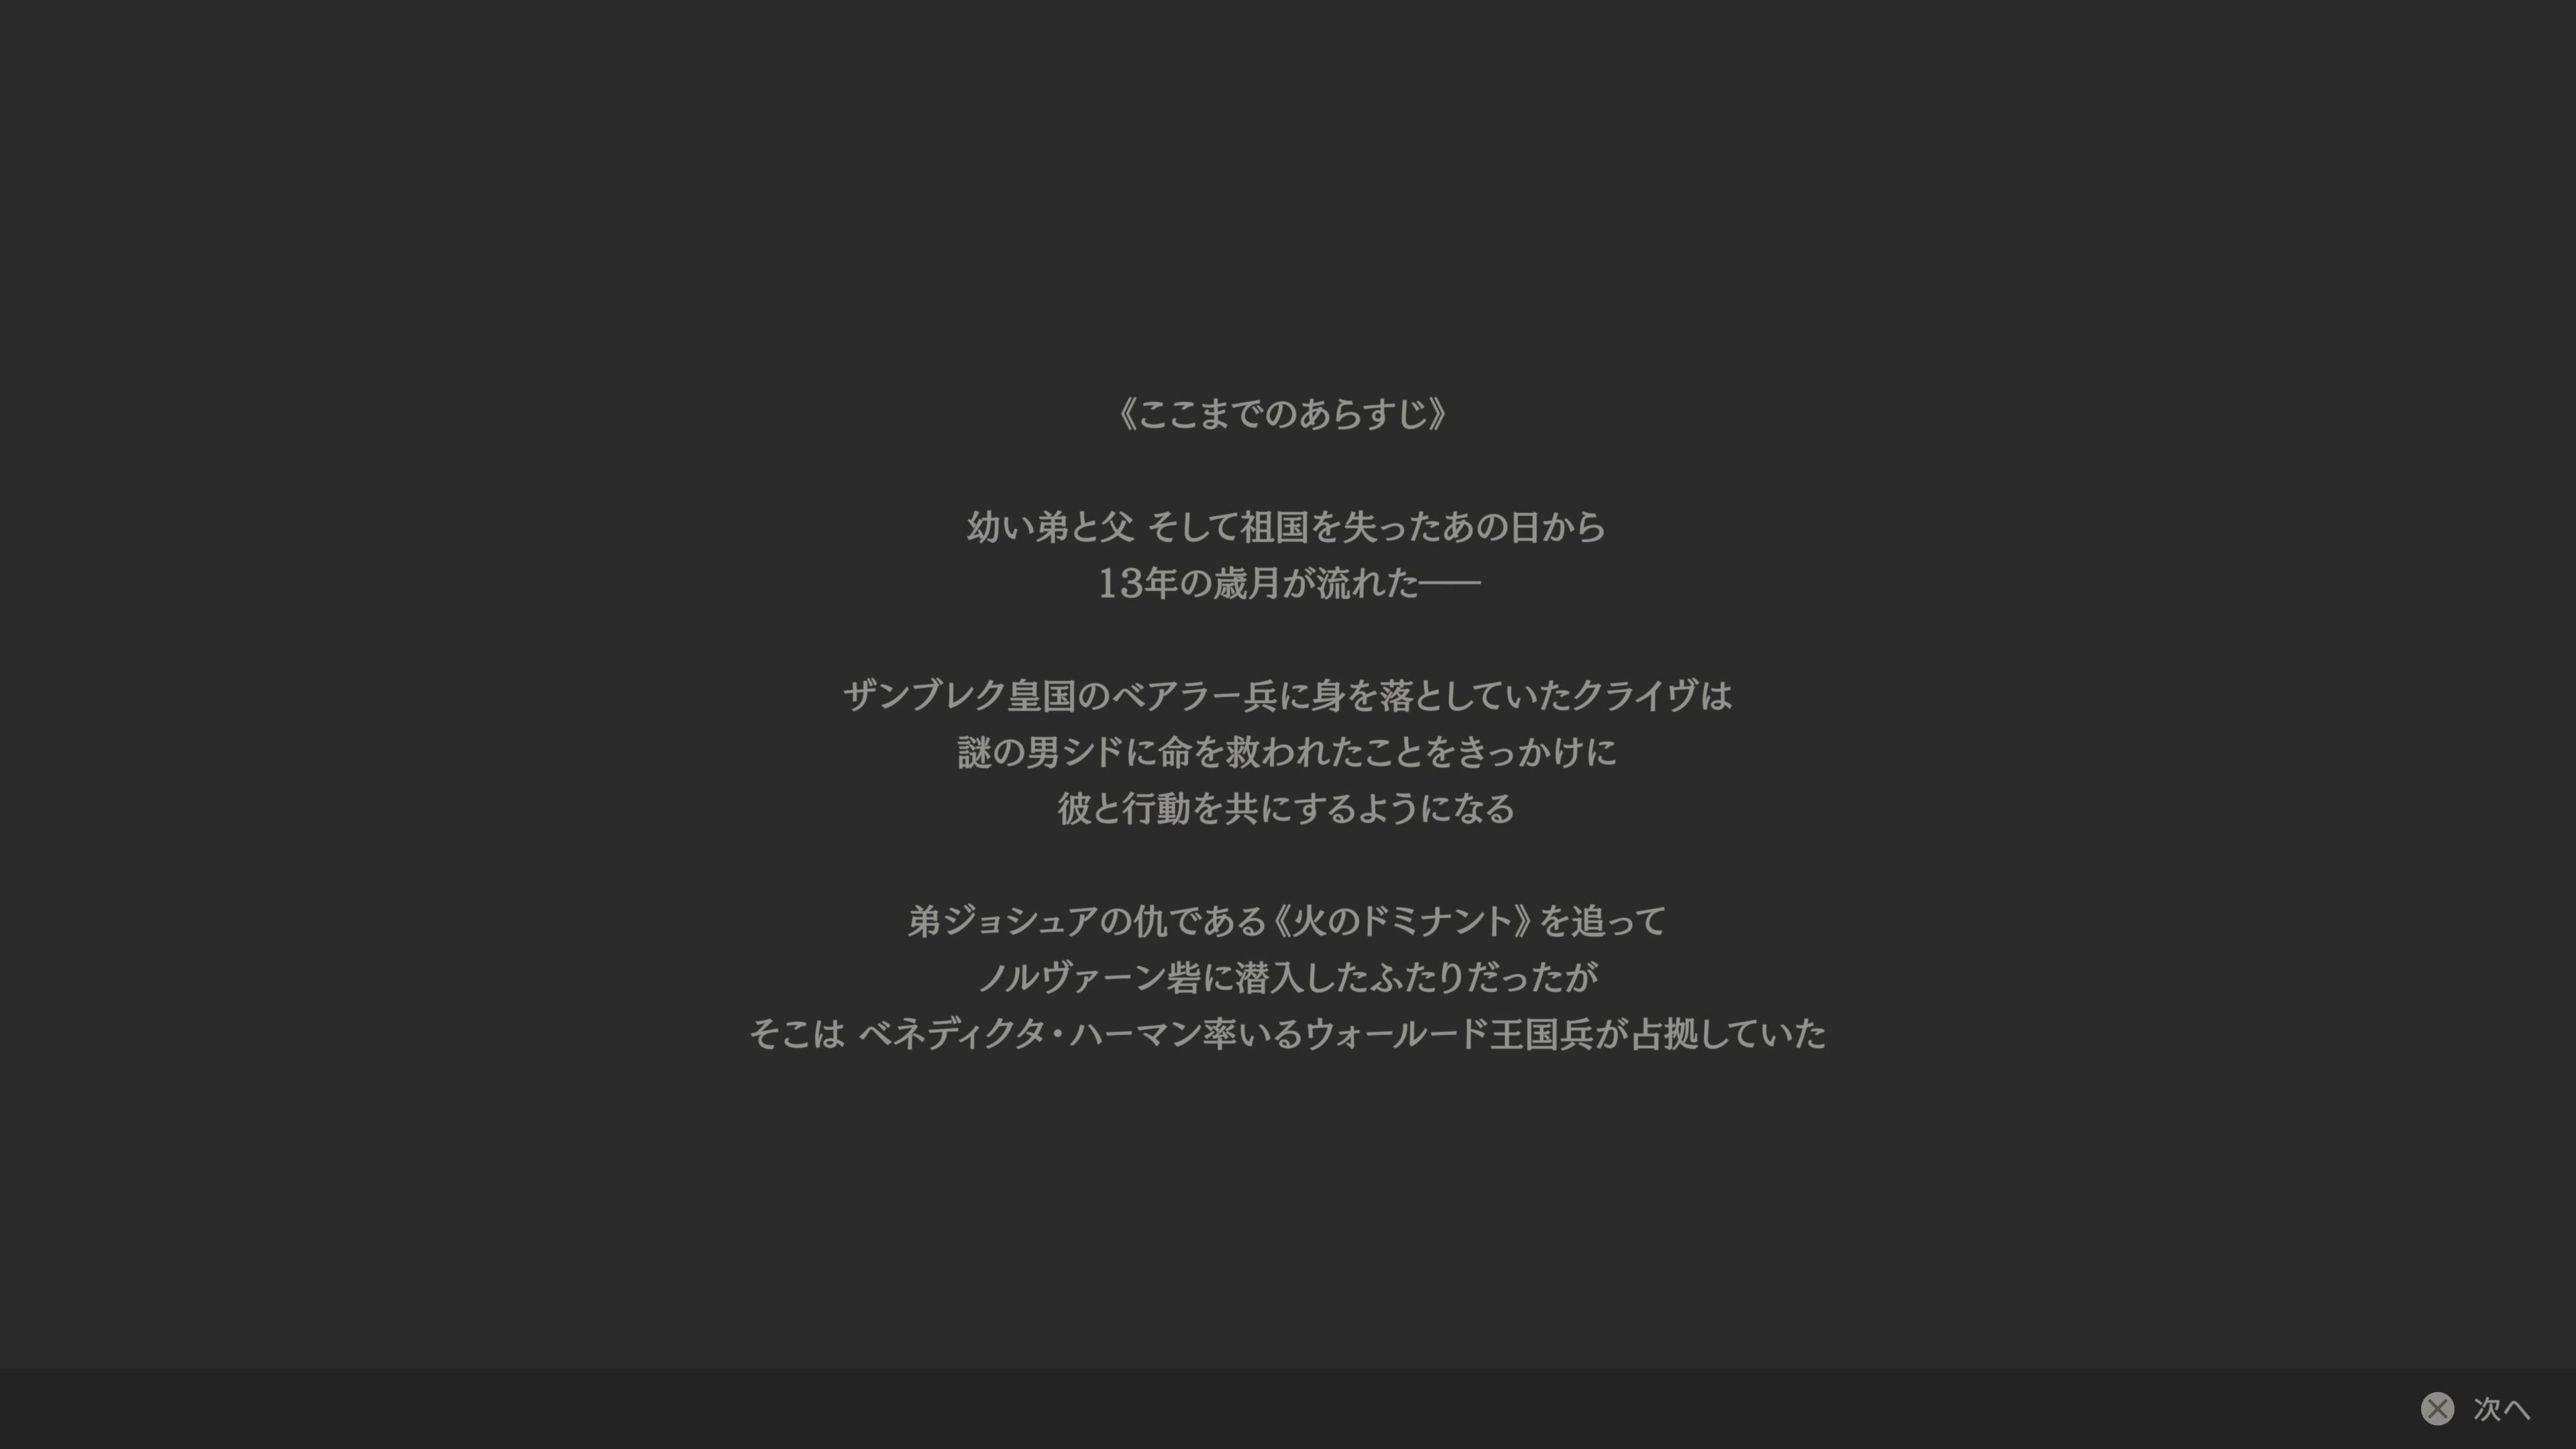 《ここまでのあらすじ》
幼い弟と父 そして祖国を失ったあの日から
13年の歳月が流れた――
ザンブレク皇国のベアラー兵に身を落としていたクライヴは
謎の男シドに命を救われたことをきっかけに
彼と行動を共にするようになる
弟ジョシュアの仇である《火のドミナント》を追って
ノルヴァーン砦に潜入したふたりだったが
そこは ベネディクタ・ハーマン率いるウォールード王国兵が占拠していた
次へ